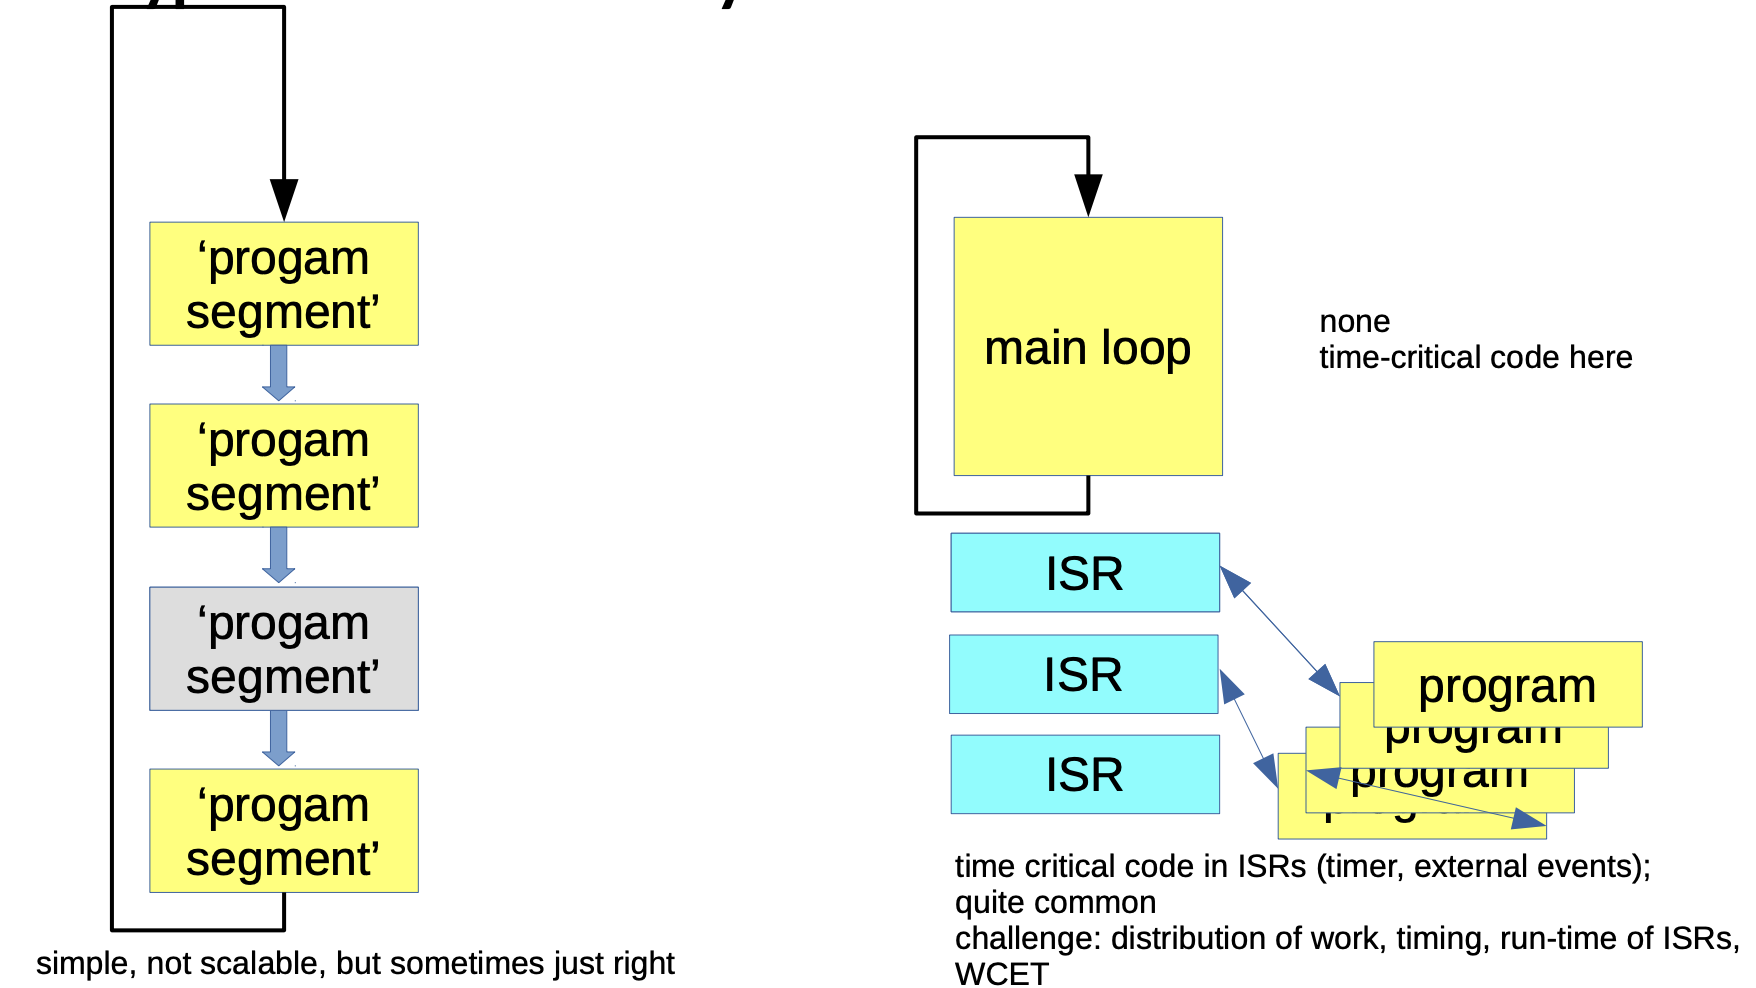 ‘progam
segment’
‘progam
segment’
‘progam
segment’
‘progam
segment’
simple, not scalable, but sometimes just right
main loop
none
time-critical code here
ISR
ISR
ISR
program
program
program
program
time critical code in ISRs (timer, external events);
quite common
challenge: distribution of work, timing, run-time of ISRs,
WCET